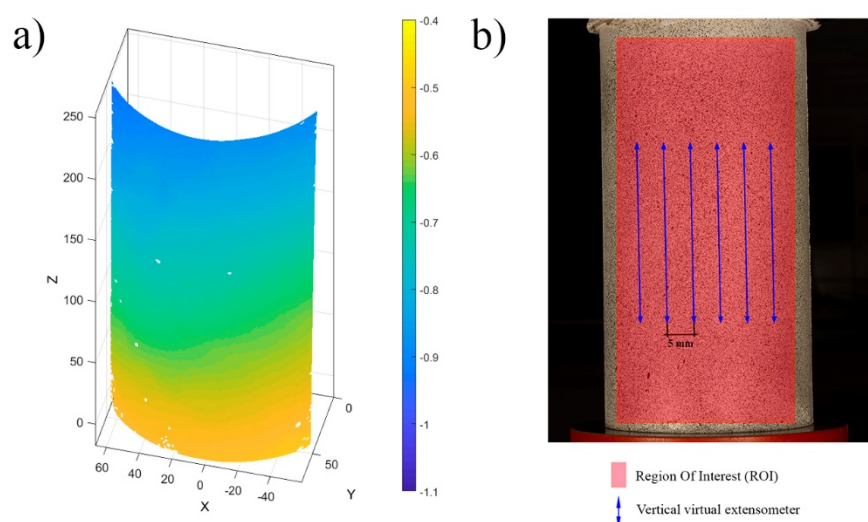 a)
-0.4
-0.5
-0.6
-0.7
-0.8
-0.9
-1
-1.1
250
200
150
100
50
0
Z
60
40
20
0
-20
-40
X
0
50
Y
b)
5 mm
Region Of Interest (ROI)
Vertical virtual extensometer